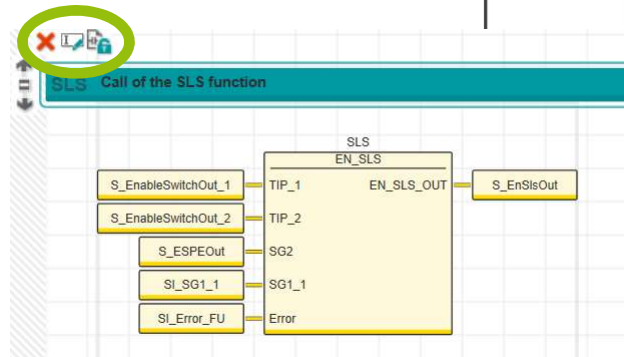 SLS Call of the SLS function
SLS
EN_SLS
S_EnableSwitchOut_1 TIP_1 EN_SLS_OUT S_EnSlsOut
S_EnableSwitchOut_2 TIP_2
S_ESPEOut SG2
SI_SG1_1 SG1_1
SI_Error_FU Error